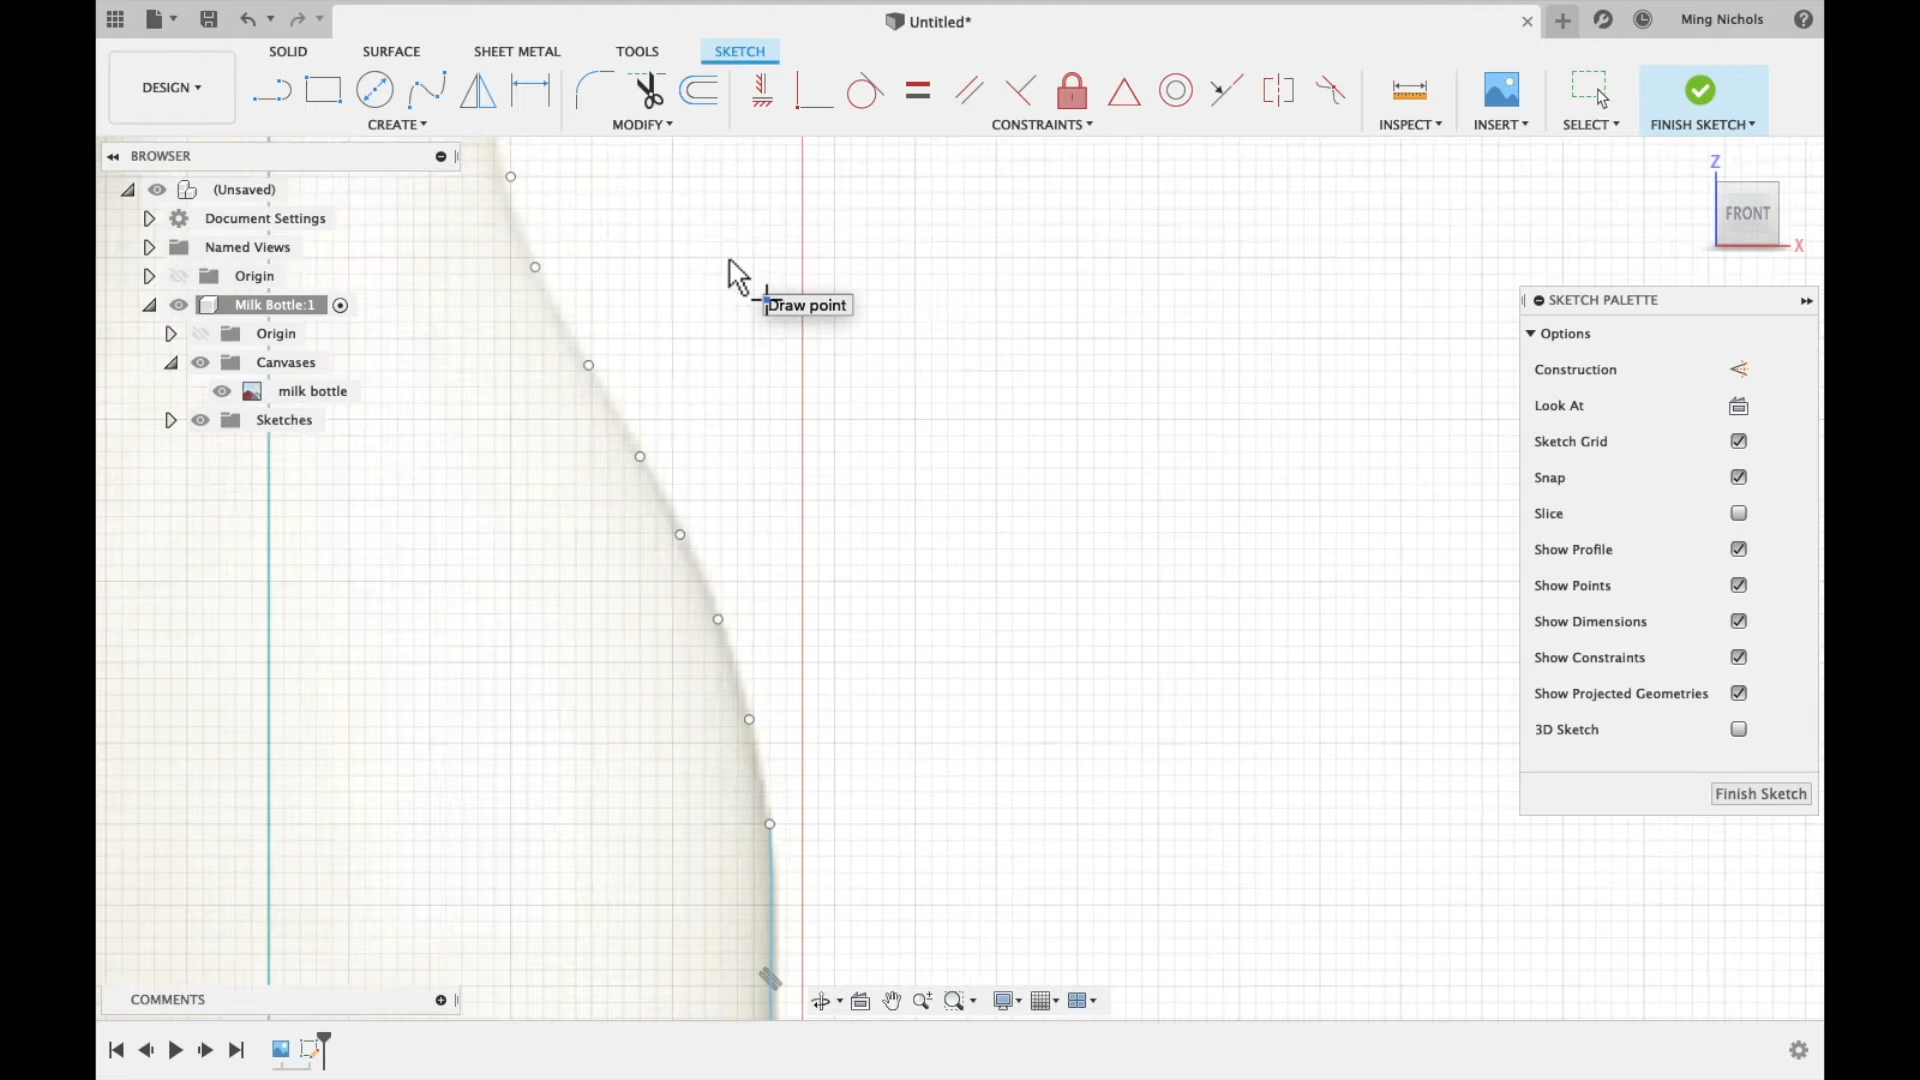 Untitled*
Ming Nichols
SOLID
SURFACE
SHEET METAL
TOOLS
SKETCH
DESIGN
CREATE
MODIFY
CONSTRAINTS
INSPECT
INSERT
SELECT
FINISH SKETCH
BROWSER
(Unsaved)
Document Settings
Named Views
Origin
Milk Bottle:1
Origin
Canvases
milk bottle
Sketches
Draw point
Z
FRONT
X
SKETCH PALETTE
Options
Construction
Look At
Sketch Grid
Snap
Slice
Show Profile
Show Points
Show Dimensions
Show Constraints
Show Projected Geometries
3D Sketch
Finish Sketch
COMMENTS